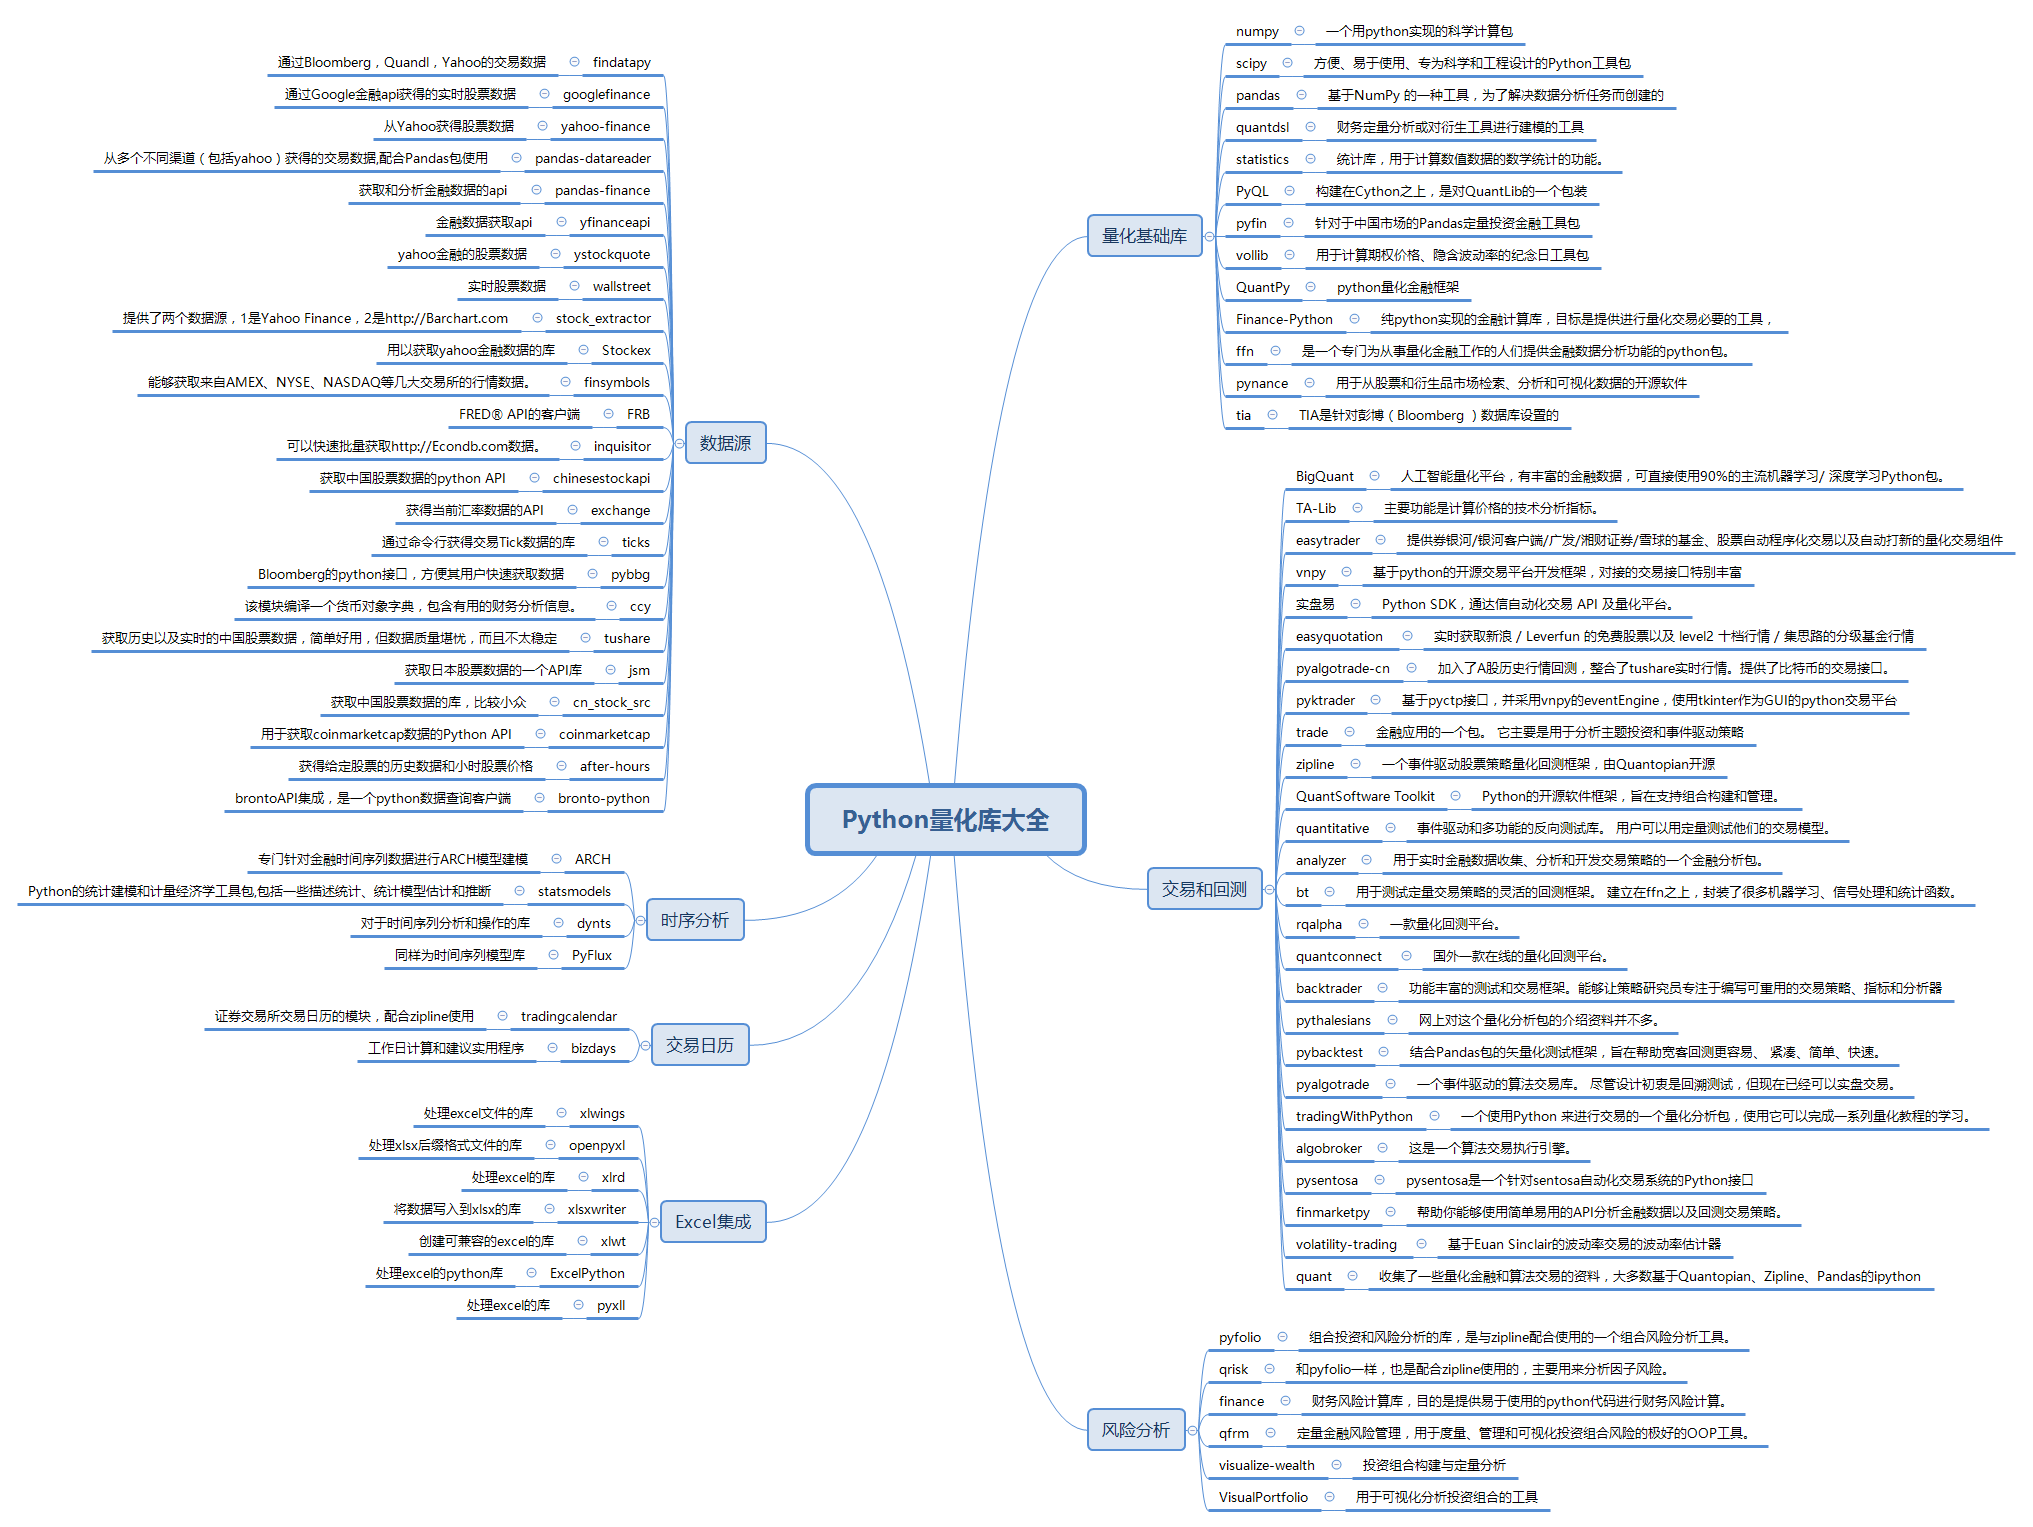 Python量化库大全
量化基础库
numpy 一个用python实现的科学计算包
scipy 方便、易于使用、专为科学和工程设计的Python工具包
pandas 基于NumPy 的一种工具，为了解决数据分析任务而创建的
quantdsl 财务定量分析或对衍生工具进行建模的工具
statistics 统计库，用于计算数值数据的数学统计的功能。
PyQL 构建在Cython之上，是对QuantLib的一个包装
pyfin 针对于中国市场的Pandas定量投资金融工具包
vollib 用于计算期权价格、隐含波动率的纪念日工具包
QuantPy python量化金融框架
Finance-Python 纯python实现的金融计算库，目标是提供进行量化交易必要的工具，
ffn 是一个专门为从事量化金融工作的人们提供金融数据分析功能的python包。
pynance 用于从股票和衍生品市场检索、分析和可视化数据的开源软件
tia TIA是针对彭博（Bloomberg ）数据库设置的
交易和回测
BigQuant 人工智能量化平台，有丰富的金融数据，可直接使用90%的主流机器学习/ 深度学习Python包。
TA-Lib 主要功能是计算价格的技术分析指标。
easytrader 提供券银河/银河客户端/广发/湘财证券/雪球的基金、股票自动程序化交易以及自动打新的量化交易组件
vnpy 基于python的开源交易平台开发框架，对接的交易接口特别丰富
实盘易 Python SDK，通达信自动化交易 API 及量化平台。
easyquotation 实时获取新浪 / Leverfun 的免费股票以及 level2 十档行情 / 集思路的分级基金行情
pyalgotrade-cn 加入了A股历史行情回测，整合了tushare实时行情。提供了比特币的交易接口。
pyktrader 基于pyctp接口，并采用vnpy的eventEngine，使用tkinter作为GUI的python交易平台
trade 金融应用的一个包。 它主要是用于分析主题投资和事件驱动策略
zipline 一个事件驱动股票策略量化回测框架，由Quantopian开源
QuantSoftware Toolkit Python的开源软件框架，旨在支持组合构建和管理。
quantitative 事件驱动和多功能的反向测试库。 用户可以用定量测试他们的交易模型。
analyzer 用于实时金融数据收集、分析和开发交易策略的一个金融分析包。
bt 用于测试定量交易策略的灵活的回测框架。 建立在ffn之上，封装了很多机器学习、信号处理和统计函数。
rqalpha 一款量化回测平台。
quantconnect 国外一款在线的量化回测平台。
backtrader 功能丰富的测试和交易框架。能够让策略研究员专注于编写可重用的交易策略、指标和分析器
pythalesians 网上对这个量化分析包的介绍资料并不多。
pybacktest 结合Pandas包的矢量化测试框架，旨在帮助宽客回测更容易、 紧凑、简单、快速。
pyalgotrade 一个事件驱动的算法交易库。 尽管设计初衷是回溯测试，但现在已经可以实盘交易。
tradingWithPython 一个使用Python 来进行交易的一个量化分析包，使用它可以完成一系列量化教程的学习。
algobroker 这是一个算法交易执行引擎。
pysentosa pysentosa是一个针对sentosa自动化交易系统的Python接口
finmarketpy 帮助你能够使用简单易用的API分析金融数据以及回测交易策略。
volatility-trading 基于Euan Sinclair的波动率交易的波动率估计器
quant 收集了一些量化金融和算法交易的资料，大多数基于Quantopian、Zipline、Pandas的ipython
风险分析
pyfolio 组合投资和风险分析的库，是与zipline配合使用的一个组合风险分析工具。
qrisk 和pyfolio一样，也是配合zipline使用的，主要用来分析因子风险。
finance 财务风险计算库，目的是提供易于使用的python代码进行财务风险计算。
qfrm 定量金融风险管理，用于度量、管理和可视化投资组合风险的极好的OOP工具。
visualize-wealth 投资组合构建与定量分析
VisualPortfolio 用于可视化分析投资组合的工具
数据源
通过Bloomberg，Quandl，Yahoo的交易数据 findatapy
通过Google金融api获得的实时股票数据 googlefinance
从Yahoo获得股票数据 yahoo-finance
从多个不同渠道（包括yahoo）获得的交易数据,配合Pandas包使用 pandas-datareader
获取和分析金融数据的api pandas-finance
金融数据获取api yfinanceapi
yahoo金融的股票数据 ystockquote
实时股票数据 wallstreet
提供了两个数据源，1是Yahoo Finance，2是http://Barchart.com stock_extractor
用以获取yahoo金融数据的库 Stockex
能够获取来自AMEX、NYSE、NASDAQ等几大交易所的行情数据。 finsymbols
FRED® API的客户端 FRB
可以快速批量获取http://Econdb.com数据。 inquisitor
获取中国股票数据的python API chinesestockapi
获得当前汇率数据的API exchange
通过命令行获得交易Tick数据的库 ticks
Bloomberg的python接口，方便其用户快速获取数据 pybbg
该模块编译一个货币对象字典，包含有用的财务分析信息。 ccy
获取历史以及实时的中国股票数据，简单好用，但数据质量堪忧，而且不太稳定 tushare
获取日本股票数据的一个API库 jsm
获取中国股票数据的库，比较小众 cn_stock_src
用于获取coinmarketcap数据的Python API coinmarketcap
获得给定股票的历史数据和小时股票价格 after-hours
brontoAPI集成，是一个python数据查询客户端 bronto-python
时序分析
专门针对金融时间序列数据进行ARCH模型建模 ARCH
Python的统计建模和计量经济学工具包,包括一些描述统计、统计模型估计和推断 statsmodels
对于时间序列分析和操作的库 dynts
同样为时间序列模型库 PyFlux
交易日历
证券交易所交易日历的模块，配合zipline使用 tradingcalendar
工作日计算和建议实用程序 bizdays
Excel集成
处理excel文件的库 xlwings
处理xlsx后缀格式文件的库 openpyxl
处理excel的库 xlrd
将数据写入到xlsx的库 xlsxwriter
创建可兼容的excel的库 xlwt
处理excel的python库 ExcelPython
处理excel的库 pyxll